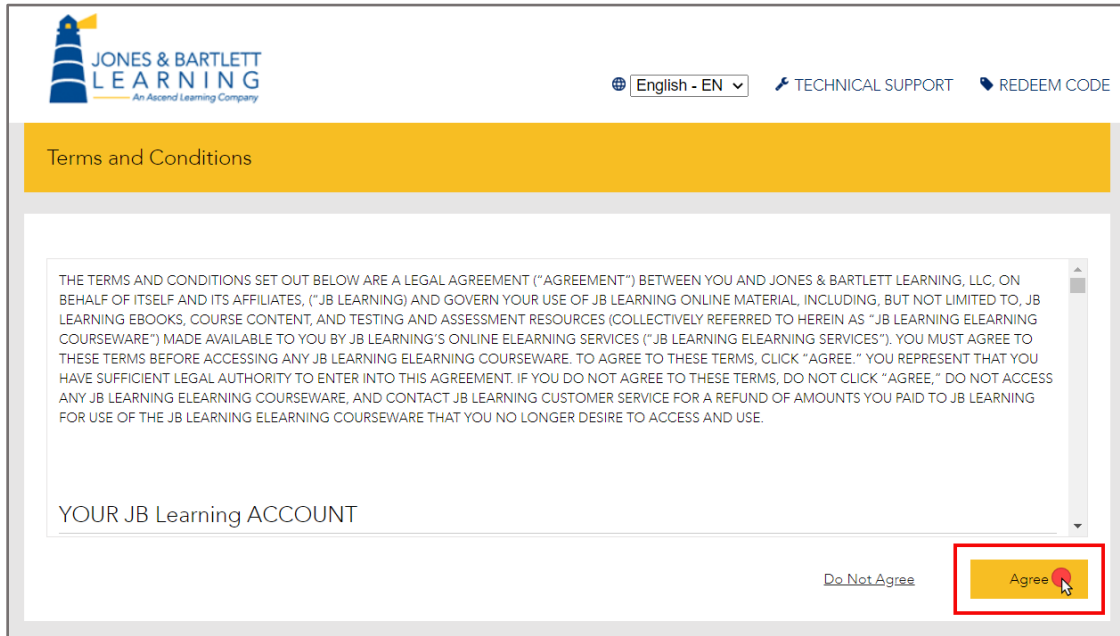 JONES & BARTLETT
LEARNING
An Ascend Learning Company
English - EN
TECHNICAL SUPPORT
REDEEM CODE
Terms and Conditions
THE TERMS AND CONDITIONS SET OUT BELOW ARE A LEGAL AGREEMENT (“AGREEMENT”) BETWEEN YOU AND JONES & BARTLETT LEARNING, LLC, ON
BEHALF OF ITSELF AND ITS AFFILIATES, (“JB LEARNING) AND GOVERN YOUR USE OF JB LEARNING ONLINE MATERIAL, INCLUDING, BUT NOT LIMITED TO, JB
LEARNING EBOOKS, COURSE CONTENT, AND TESTING AND ASSESSMENT RESOURCES (COLLECTIVELY REFERRED TO HEREIN AS “JB LEARNING ELEARNING
COURSEWARE”) MADE AVAILABLE TO YOU BY JB LEARNING’S ONLINE ELEARNING SERVICES (“JB LEARNING ELEARNING SERVICES”). YOU MUST AGREE TO
THESE TERMS BEFORE ACCESSING ANY JB LEARNING ELEARNING COURSEWARE. TO AGREE TO THESE TERMS, CLICK “AGREE.” YOU REPRESENT THAT YOU
HAVE SUFFICIENT LEGAL AUTHORITY TO ENTER INTO THIS AGREEMENT. IF YOU DO NOT AGREE TO THESE TERMS, DO NOT CLICK “AGREE,” DO NOT ACCESS
ANY JB LEARNING ELEARNING COURSEWARE, AND CONTACT JB LEARNING CUSTOMER SERVICE FOR A REFUND OF AMOUNTS YOU PAID TO JB LEARNING
FOR USE OF THE JB LEARNING ELEARNING COURSEWARE THAT YOU NO LONGER DESIRE TO ACCESS AND USE.
YOUR JB Learning ACCOUNT
Do Not Agree
Agree